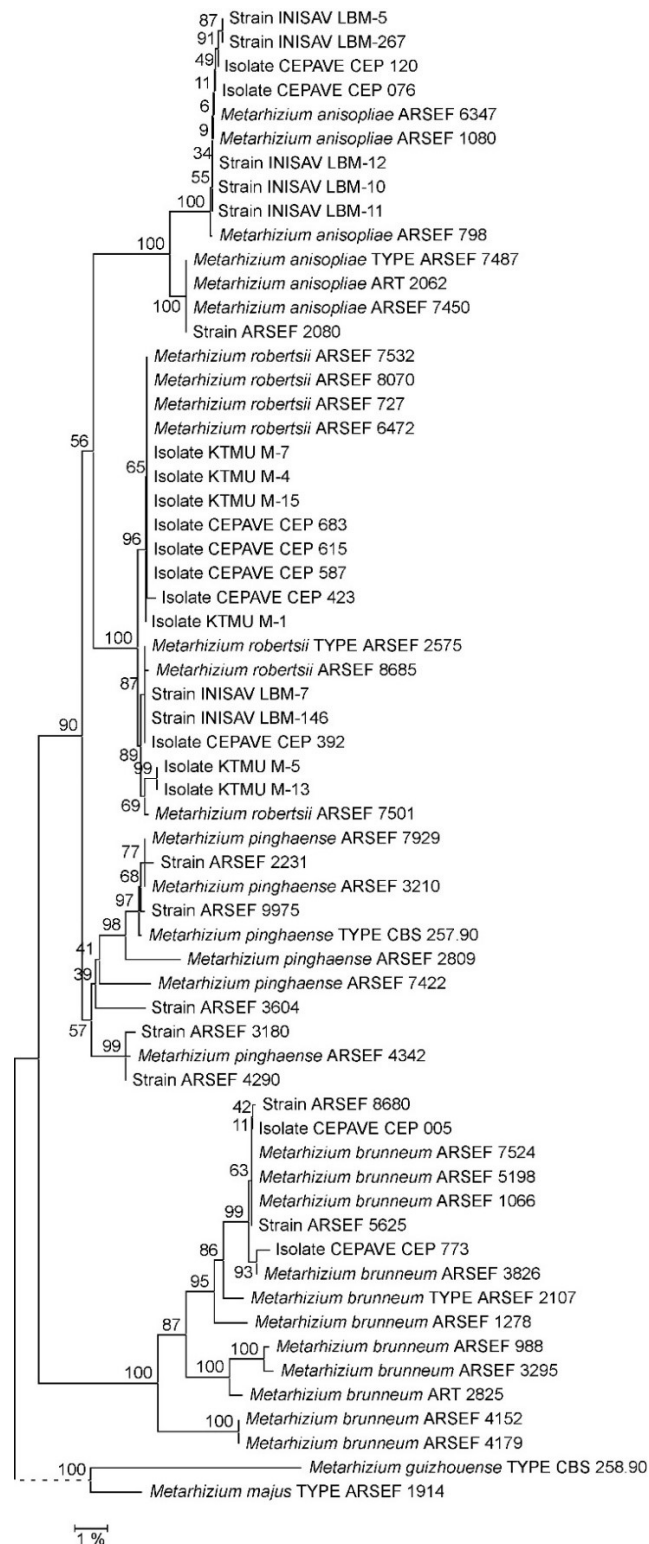 87 Strain INISAV LBM-5
91 Strain INISAV LBM-267
49 Isolate CEPAVE CEP 120
11 Isolate CEPAVE CEP 076
6 Metarhizium anisopliae ARSEF 6347
9 Metarhizium anisopliae ARSEF 1080
34 Strain INISAV LBM-12
55 Strain INISAV LBM-10
100 Strain INISAV LBM-11
Metarhizium anisopliae ARSEF 798
100 Metarhizium anisopliae TYPE ARSEF 7487
Metarhizium anisopliae ART 2062
100 Metarhizium anisopliae ARSEF 7450
Strain ARSEF 2080
Metarhizium robertsii ARSEF 7532
Metarhizium robertsii ARSEF 8070
Metarhizium robertsii ARSEF 727
Metarhizium robertsii ARSEF 6472
56 Isolate KTMU M-7
65 Isolate KTMU M-4
Isolate KTMU M-15
Isolate CEPAVE CEP 683
96 Isolate CEPAVE CEP 615
Isolate CEPAVE CEP 587
Isolate CEPAVE CEP 423
Isolate KTMU M-1
100 Metarhizium robertsii TYPE ARSEF 2575
Metarhizium robertsii ARSEF 8685
87 Strain INISAV LBM-7
Strain INISAV LBM-146
90 Isolate CEPAVE CEP 392
89
99 Isolate KTMU M-5
Isolate KTMU M-13
69 Metarhizium robertsii ARSEF 7501
Metarhizium pinghaense ARSEF 7929
77 Strain ARSEF 2231
68 Metarhizium pinghaense ARSEF 3210
97 Strain ARSEF 9975
98 Metarhizium pinghaense TYPE CBS 257.90
41 Metarhizium pinghaense ARSEF 2809
39 Metarhizium pinghaense ARSEF 7422
Strain ARSEF 3604
57 Strain ARSEF 3180
99 Metarhizium pinghaense ARSEF 4342
Strain ARSEF 4290
42 Strain ARSEF 8680
11 Isolate CEPAVE CEP 005
Metarhizium brunneum ARSEF 7524
63 Metarhizium brunneum ARSEF 5198
Metarhizium brunneum ARSEF 1066
99 Strain ARSEF 5625
86 Isolate CEPAVE CEP 773
93 Metarhizium brunneum ARSEF 3826
95 Metarhizium brunneum TYPE ARSEF 2107
87 Metarhizium brunneum ARSEF 1278
100 Metarhizium brunneum ARSEF 988
100 100 Metarhizium brunneum ARSEF 3295
Metarhizium brunneum ART 2825
100 Metarhizium brunneum ARSEF 4152
Metarhizium brunneum ARSEF 4179
100 Metarhizium guizhouense TYPE CBS 258.90
Metarhizium majus TYPE ARSEF 1914
1 %